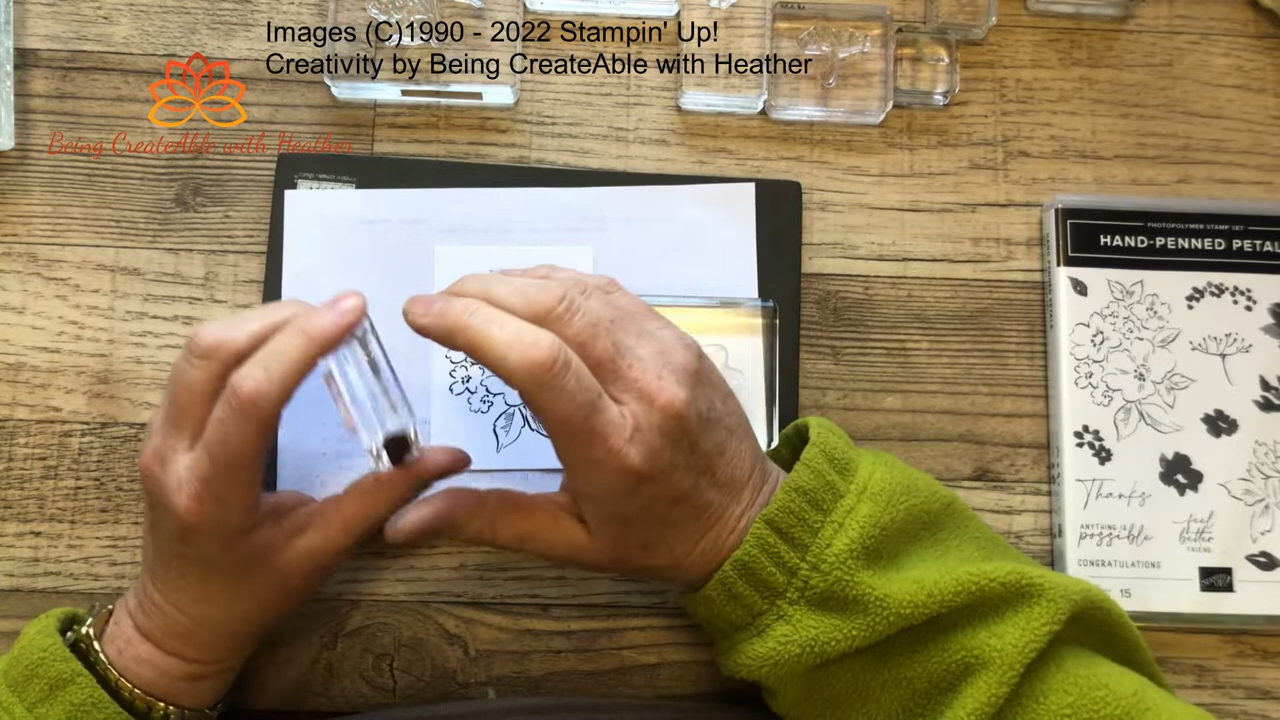 Images (C)1990 - 2022 Stampin' Up!
Creativity by Being CreateAble with Heather
Being CreateAble with Heather
PHOTOPOLYMER STAMP SET
HAND-PENNED PETAL
Thanks
ANYTHING IS
possible
feel
better
FRIEND
CONGRATULATIONS
15